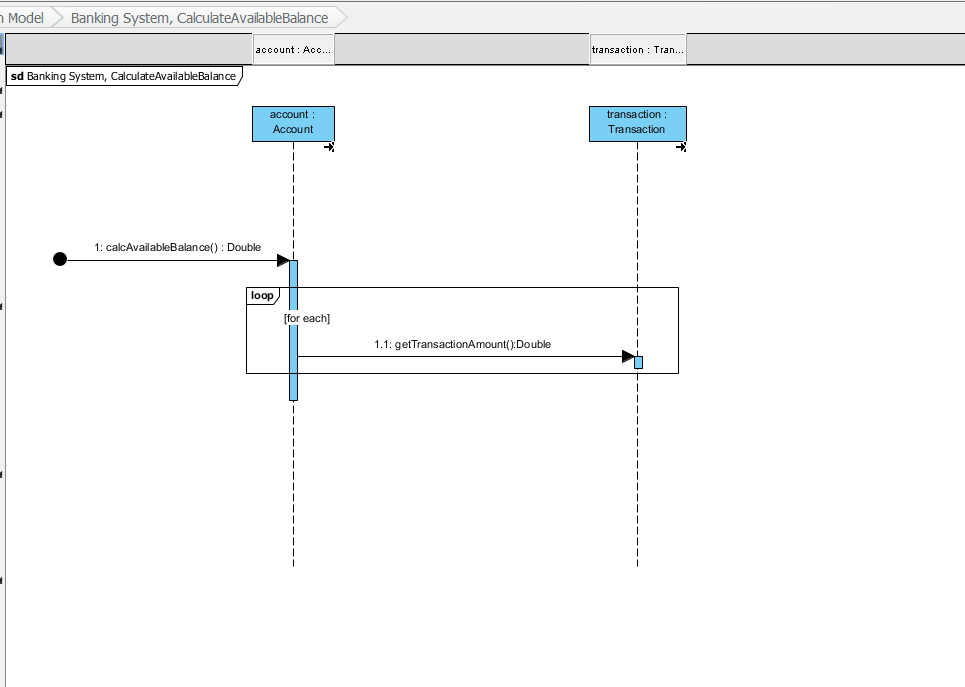 n Model
Banking System, CalculateAvailableBalance
account : Acc...
transaction : Tran...
sd Banking System, CalculateAvailableBalance
account :
Account
transaction :
Transaction
1: calcAvailableBalance() : Double
loop
[for each]
1.1: getTransactionAmount():Double